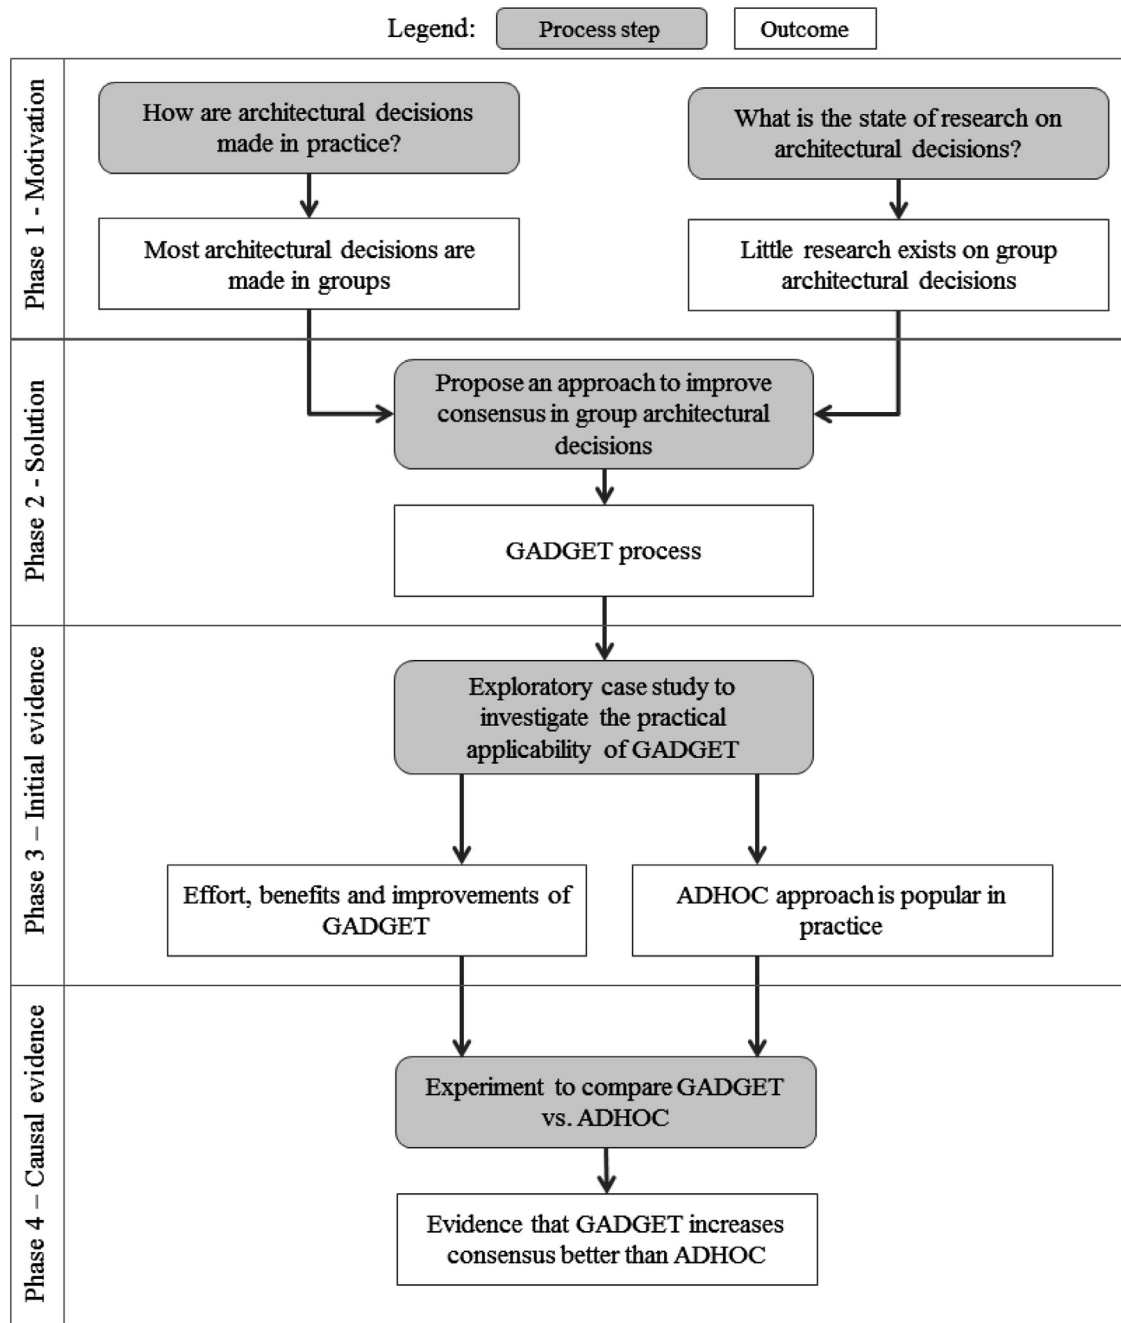 Legend: Process step Outcome
Phase 1 - Motivation
How are architectural decisions
made in practice?
What is the state of research on
architectural decisions?
Most architectural decisions are
made in groups
Little research exists on group
architectural decisions
Phase 2 - Solution
Propose an approach to improve
consensus in group architectural
decisions
GADGET process
Phase 3 – Initial evidence
Exploratory case study to
investigate the practical
applicability of GADGET
Effort, benefits and improvements of
GADGET
ADHOC approach is popular in
practice
Phase 4 – Causal evidence
Experiment to compare GADGET
vs. ADHOC
Evidence that GADGET increases
consensus better than ADHOC